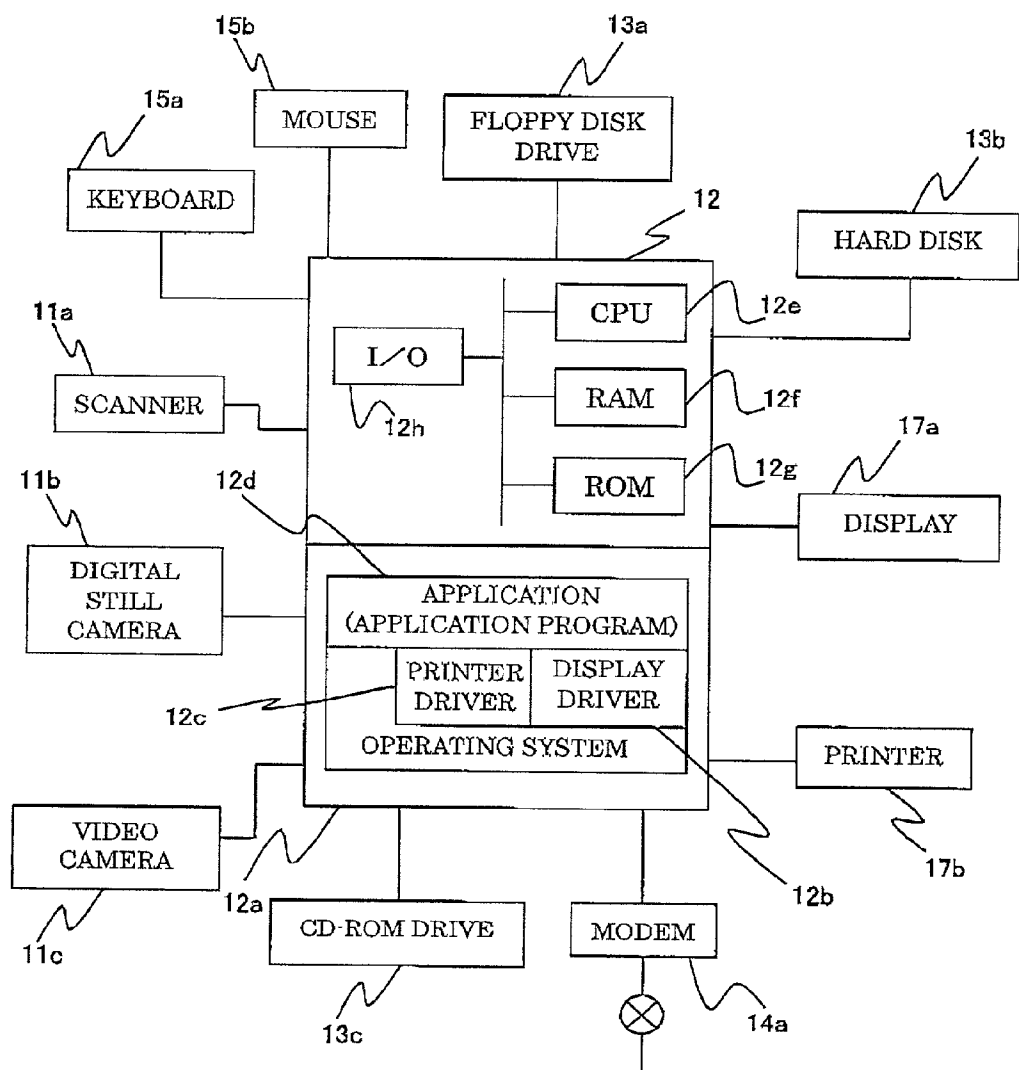 15b
13a
15a
MOUSE
FLOPPY DISK
DRIVE
13b
KEYBOARD
12
HARD DISK
11a
CPU
12e
I/O
SCANNER
RAM
12f
12h
17a
11b
12d
ROM
12g
DISPLAY
DIGITAL
STILL
CAMERA
APPLICATION
(APPLICATION PROGRAM)
PRINTER
DRIVER
DISPLAY
DRIVER
12c
OPERATING SYSTEM
PRINTER
VIDEO
CAMERA
12a
12b
17b
CD-ROM DRIVE
MODEM
11c
13c
14a